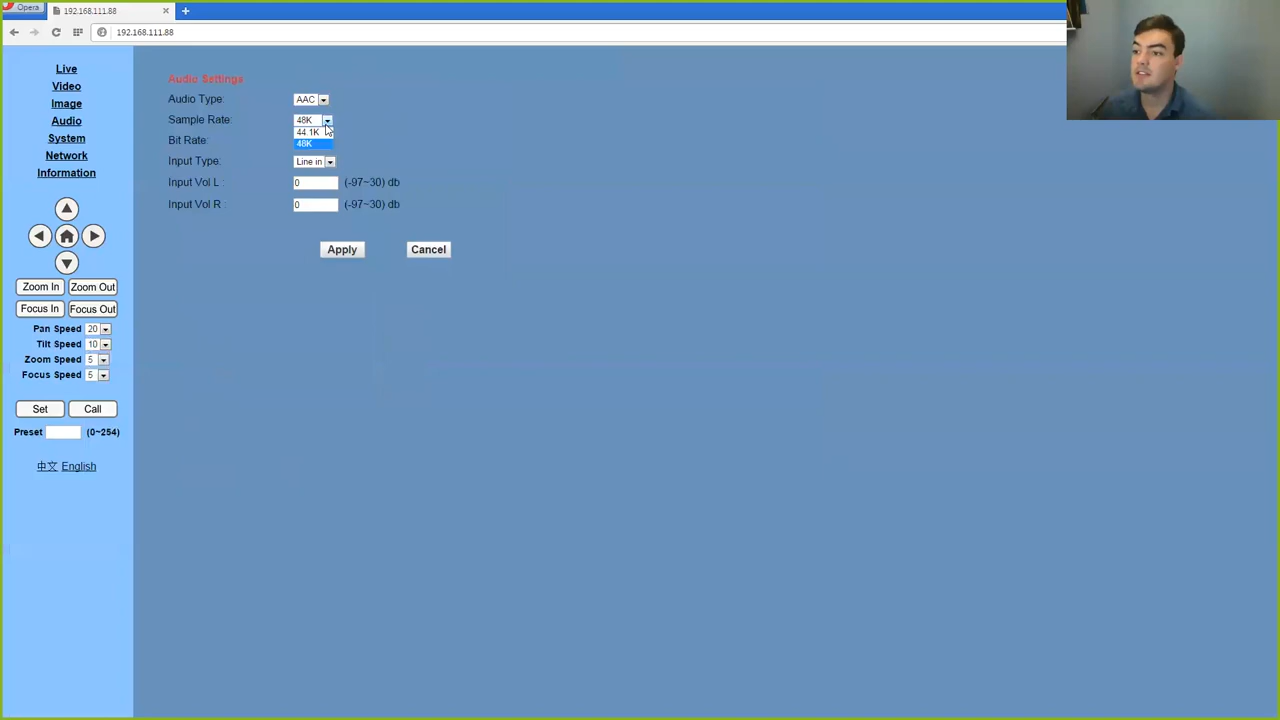 Opera
192.168.111.88
192.168.111.88
Live
Video
Image
Audio
System
Network
Information
Zoom In Zoom Out
Focus In Focus Out
Pan Speed 20
Tilt Speed 10
Zoom Speed 5
Focus Speed 5
Set Call
Preset (0~254)
中文 English
Audio Settings
Audio Type: AAC
Sample Rate: 48K
44.1K
Bit Rate: 48K
Input Type: Line in
Input Vol L : 0 (-97~30) db
Input Vol R : 0 (-97~30) db
Apply Cancel